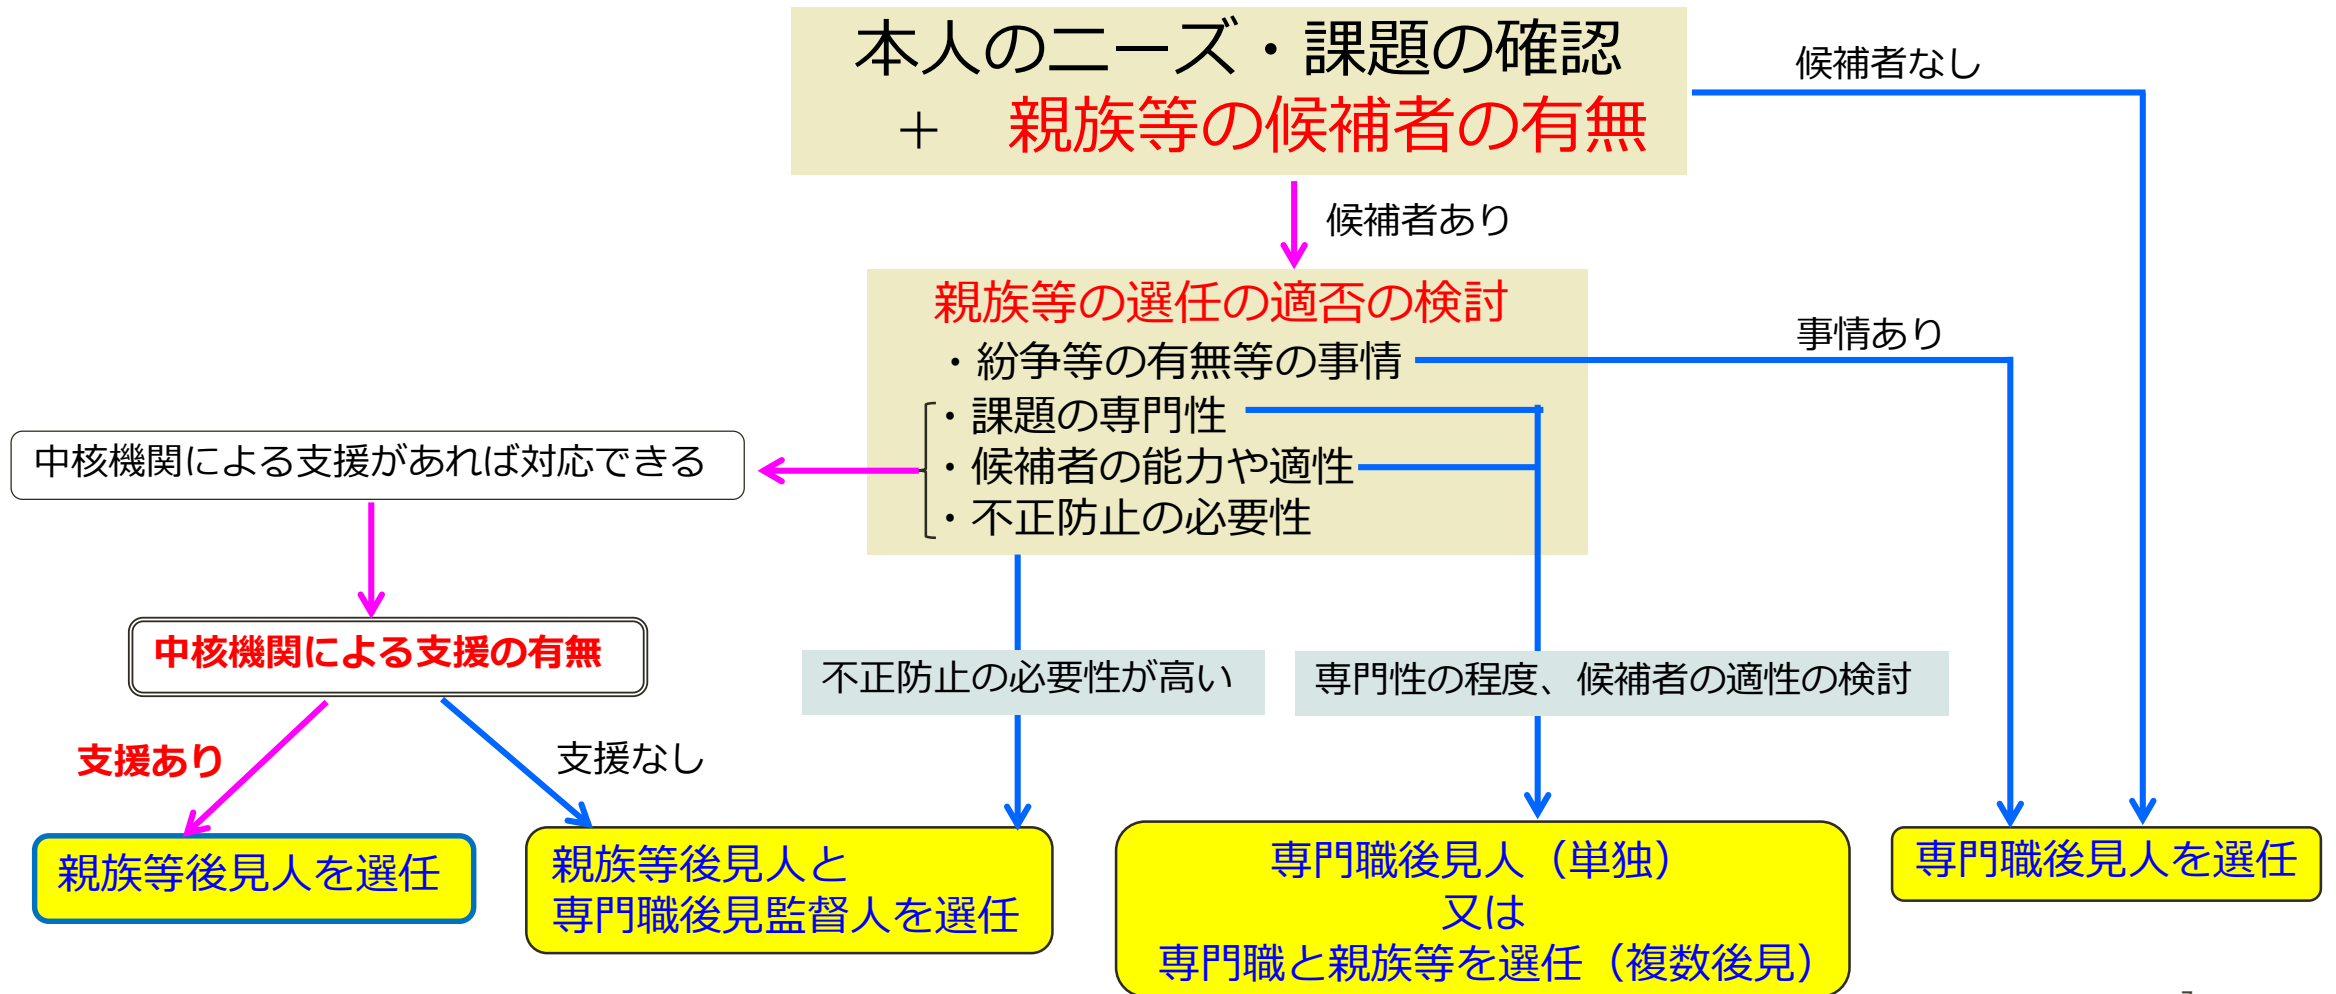 本人のニーズ・課題の確認
＋　親族等の候補者の有無
候補者なし
候補者あり
親族等の選任の適否の検討
・紛争等の有無等の事情
事情あり
・課題の専門性
・候補者の能力や適性
・不正防止の必要性
中核機関による支援があれば対応できる
中核機関による支援の有無
不正防止の必要性が高い
専門性の程度、候補者の適性の検討
支援あり
支援なし
親族等後見人を選任
親族等後見人と
専門職後見監督人を選任
専門職後見人（単独）
又は
専門職と親族等を選任（複数後見）
専門職後見人を選任